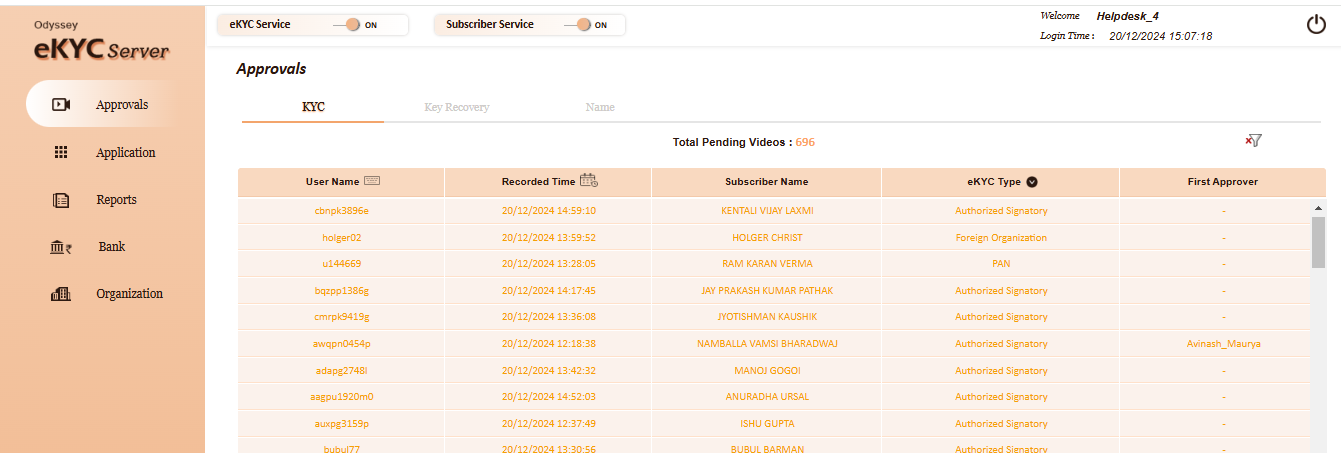 Odyssey
eKYC Server
eKYC Service ON Subscriber Service ON
Welcome Helpdesk_4
Login Time : 20/12/2024 15:07:18
Approvals
Application
Reports
Bank
Organization
Approvals
KYC Key Recovery Name
Total Pending Videos : 696
User Name Recorded Time Subscriber Name eKYC Type First Approver
cbnpk3896e 20/12/2024 14:59:10 KENTALI VIJAY LAXMI Authorized Signatory -
holger02 20/12/2024 13:59:52 HOLGER CHRIST Foreign Organization -
u144669 20/12/2024 13:28:05 RAM KARAN VERMA PAN -
bqzpp1386g 20/12/2024 14:17:45 JAY PRAKASH KUMAR PATHAK Authorized Signatory -
cmrpk9419g 20/12/2024 13:36:08 JYOTISHMAN KAUSHIK Authorized Signatory -
awqpn0454p 20/12/2024 12:18:38 NAMBALLA VAMSI BHARADWAJ Authorized Signatory Avinash_Maurya
adapg2748l 20/12/2024 13:42:32 MANOJ GOGOI Authorized Signatory -
aagpu1920m0 20/12/2024 14:52:03 ANURADHA URSAL Authorized Signatory -
auxpg3159p 20/12/2024 12:37:49 ISHU GUPTA Authorized Signatory -
bubul77 20/12/2024 13:30:56 BUBUL BARMAN Authorized Signatory -